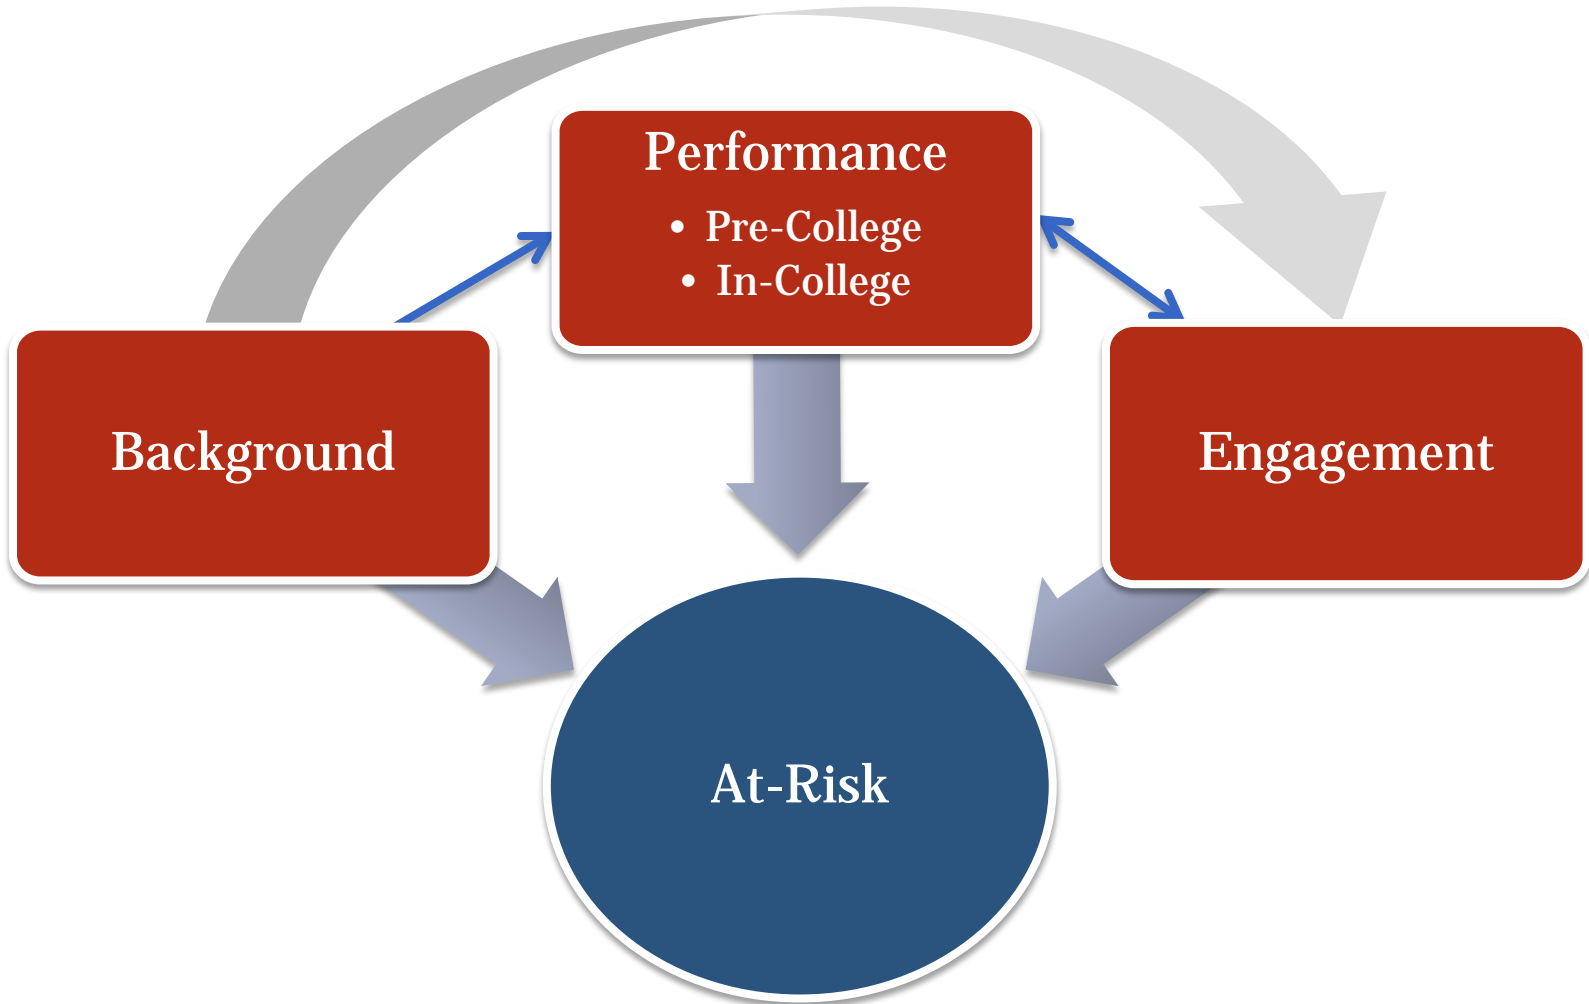 Performance
• Pre-College
• In-College
Background
Engagement
At-Risk